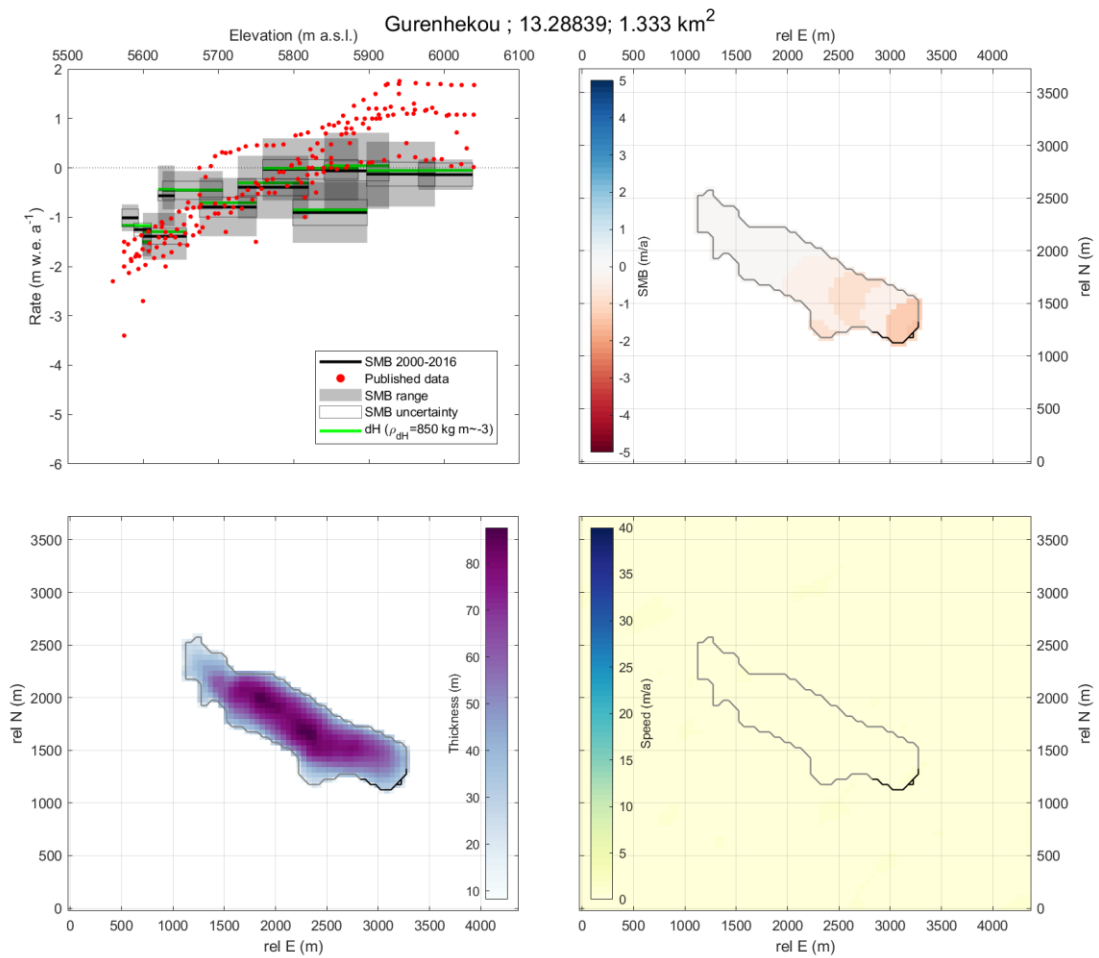 Gurenhekou ; 13.28839; 1.333 km2
Elevation (m a.s.l.)
5500 5600 5700 5800 5900 6000 6100
2
1
0
-1
-2
-3
-4
-5
-6
Rate (m w.e. a-1)
SMB 2000-2016
Published data
SMB range
SMB uncertainty
dH (ρdH=850 kg m~-3)
rel E (m)
0 500 1000 1500 2000 2500 3000 3500 4000
5
4
3
2
1
0
-1
-2
-3
-4
-5
SMB (m/a)
3500
3000
2500
2000
1500
1000
500
0
rel N (m)
3500
3000
2500
2000
1500
1000
500
0
rel N (m)
80
70
60
50
40
30
20
10
Thickness (m)
0 500 1000 1500 2000 2500 3000 3500 4000
rel E (m)
40
35
30
25
20
15
10
5
0
Speed (m/a)
3500
3000
2500
2000
1500
1000
500
0
rel N (m)
0 500 1000 1500 2000 2500 3000 3500 4000
rel E (m)